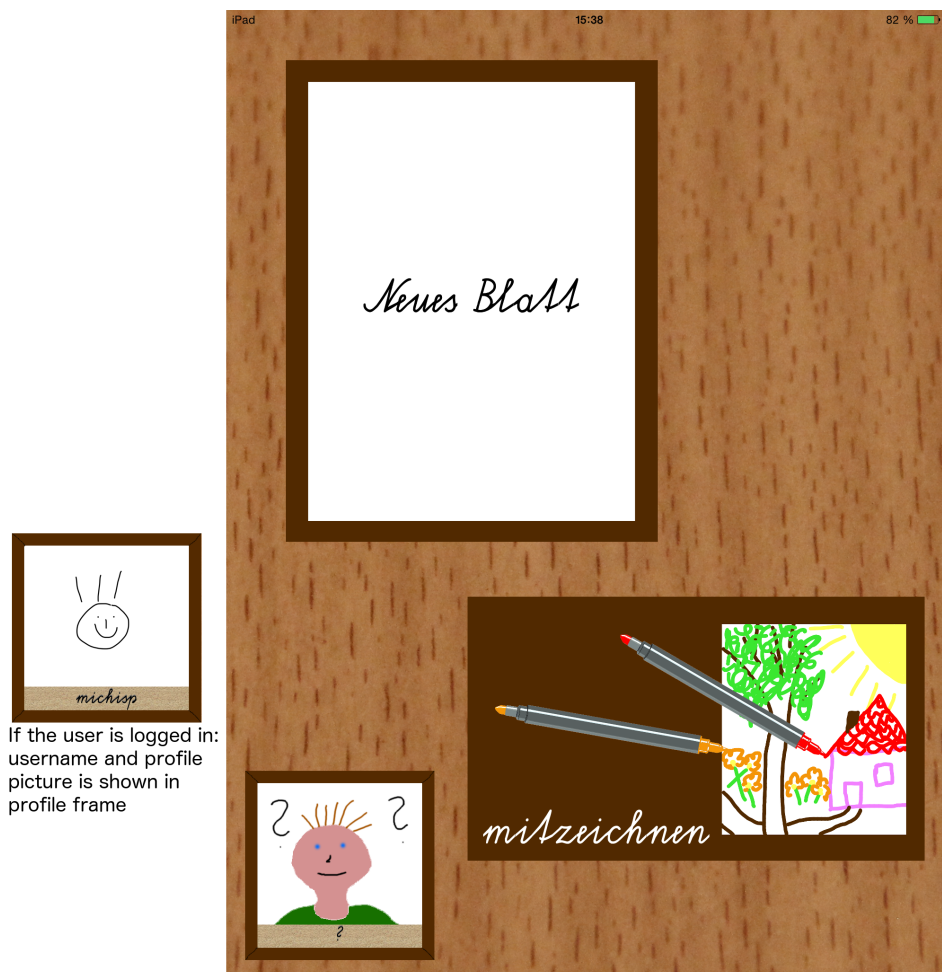 iPad 15:38 82 %
Neues Blatt
michisp
If the user is logged in:
username and profile
picture is shown in
profile frame
? ?
?
mitzeichnen